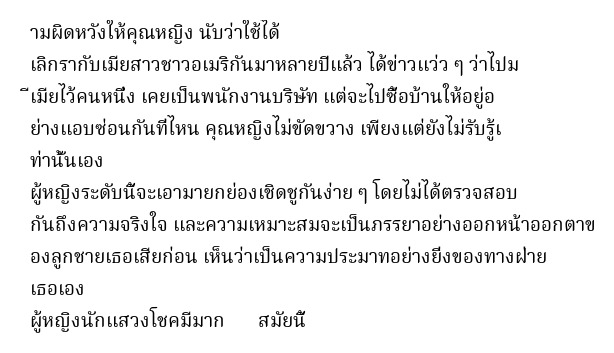 ามผิดหวังให้คุณหญิง นับว่าใช้ได้
เลิกรากับเมียสาวชาวอเมริกันมาหลายปีแล้ว ได้ข่าวแว่ว ๆ ว่าไปม
ีเมียไว้คนหนึ่ง เคยเป็นพนักงานบริษัท แต่จะไปซื้อบ้านให้อยู่อ
ย่างแอบซ่อนกันที่ไหน คุณหญิงไม่ขัดขวาง เพียงแต่ยังไม่รับรู้เ
ท่านั้นเอง
ผู้หญิงระดับนี้จะเอามายกย่องเชิดชูกันง่าย ๆ โดยไม่ได้ตรวจสอบ
กันถึงความจริงใจ และความเหมาะสมจะเป็นภรรยาอย่างออกหน้าออกตาข
องลูกชายเธอเสียก่อน เห็นว่าเป็นความประมาทอย่างยิ่งของทางฝ่าย
เธอเอง
ผู้หญิงนักแสวงโชคมีมาก สมัยนี้